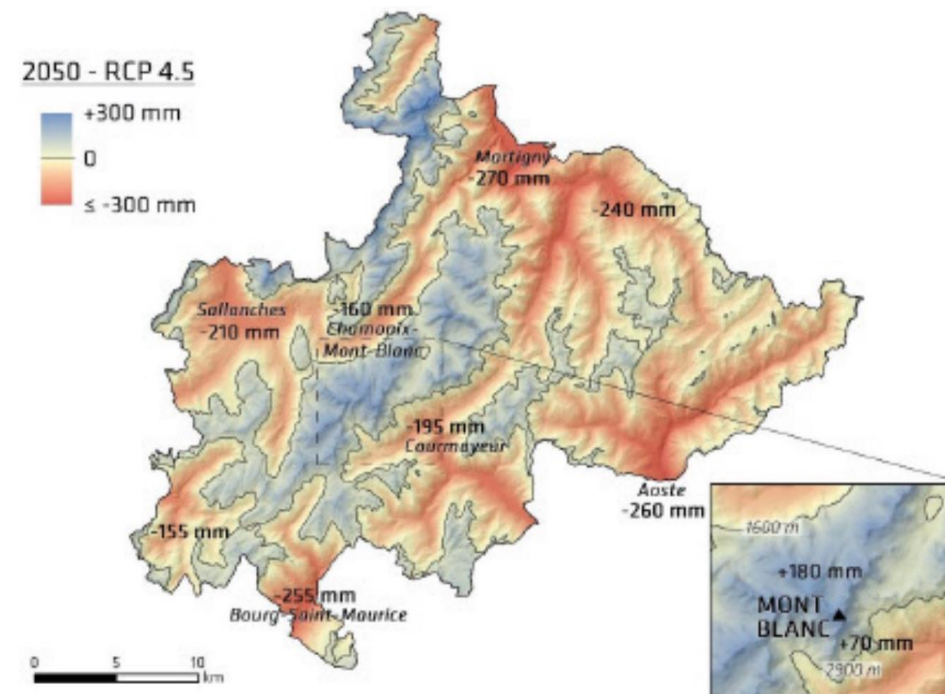 2050 - RCP 4.5
+300 mm
0
≤ -300 mm
Martigny
-270 mm
-240 mm
Sallanches
-210 mm
-160 mm
Chamonix-
Mont-Blanc
-195 mm
Courmayeur
Aoste
-260 mm
-155 mm
-255 mm
Bourg-Saint-Maurice
0 5 10
km
1600 m
+180 mm
MONT
BLANC
+70 mm
2900 m